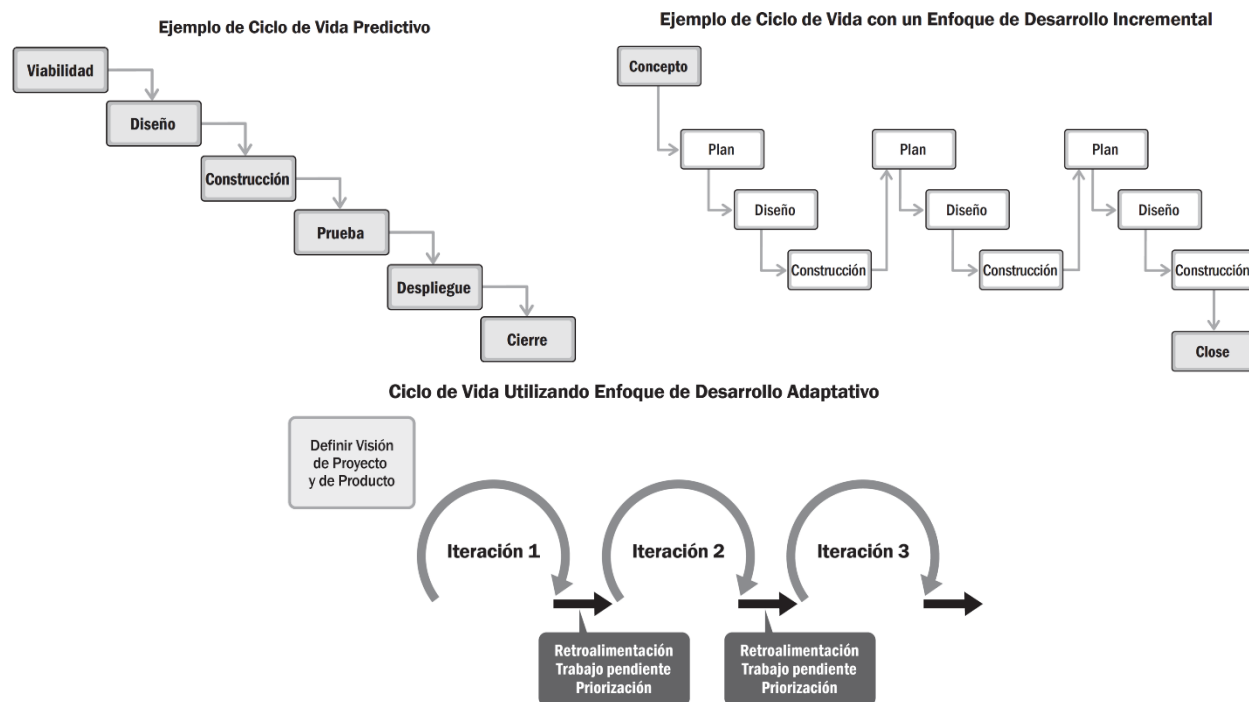 Ejemplo de Ciclo de Vida Predictivo
Viabilidad
Diseño
Construcción
Prueba
Despliegue
Cierre
Ejemplo de Ciclo de Vida con un Enfoque de Desarrollo Incremental
Concepto
Plan
Diseño
Construcción
Plan
Diseño
Construcción
Plan
Diseño
Construcción
Close
Ciclo de Vida Utilizando Enfoque de Desarrollo Adaptativo
Definir Visión
de Proyecto
y de Producto
Iteración 1
Iteración 2
Iteración 3
Retroalimentación
Trabajo pendiente
Priorización
Retroalimentación
Trabajo pendiente
Priorización